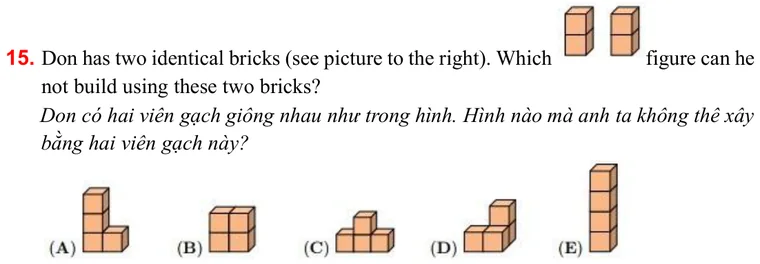 15. Don has two identical bricks (see picture to the right). Which figure can he
not build using these two bricks?
Don có hai viên gạch giông nhau như trong hình. Hình nào mà anh ta không thê xây
bằng hai viên gạch này?
(A) (B) (C) (D) (E)